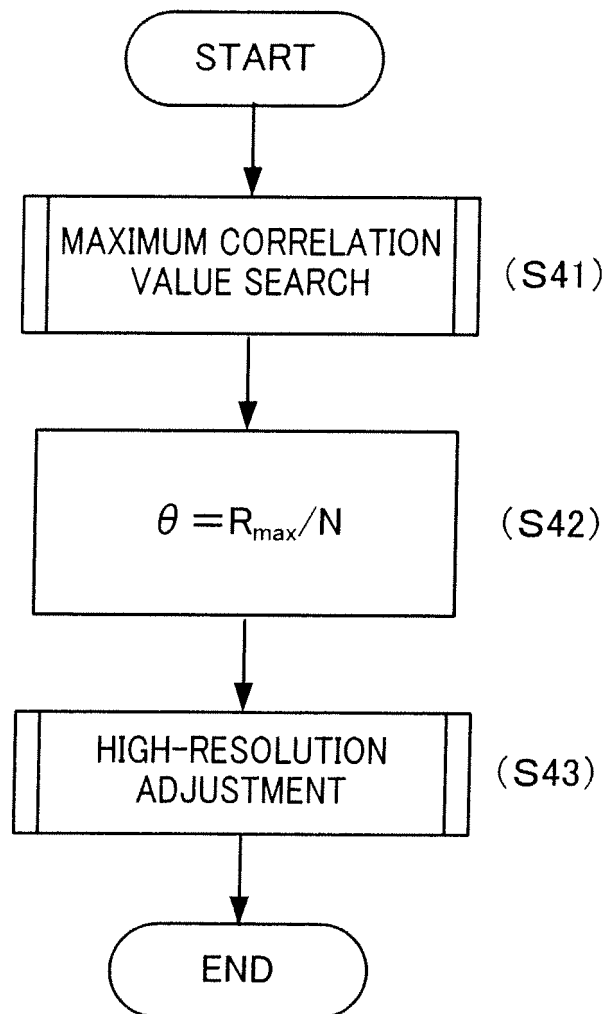 START
MAXIMUM CORRELATION
VALUE SEARCH
(S41)
θ=Rmax/N
(S42)
HIGH-RESOLUTION
ADJUSTMENT
(S43)
END